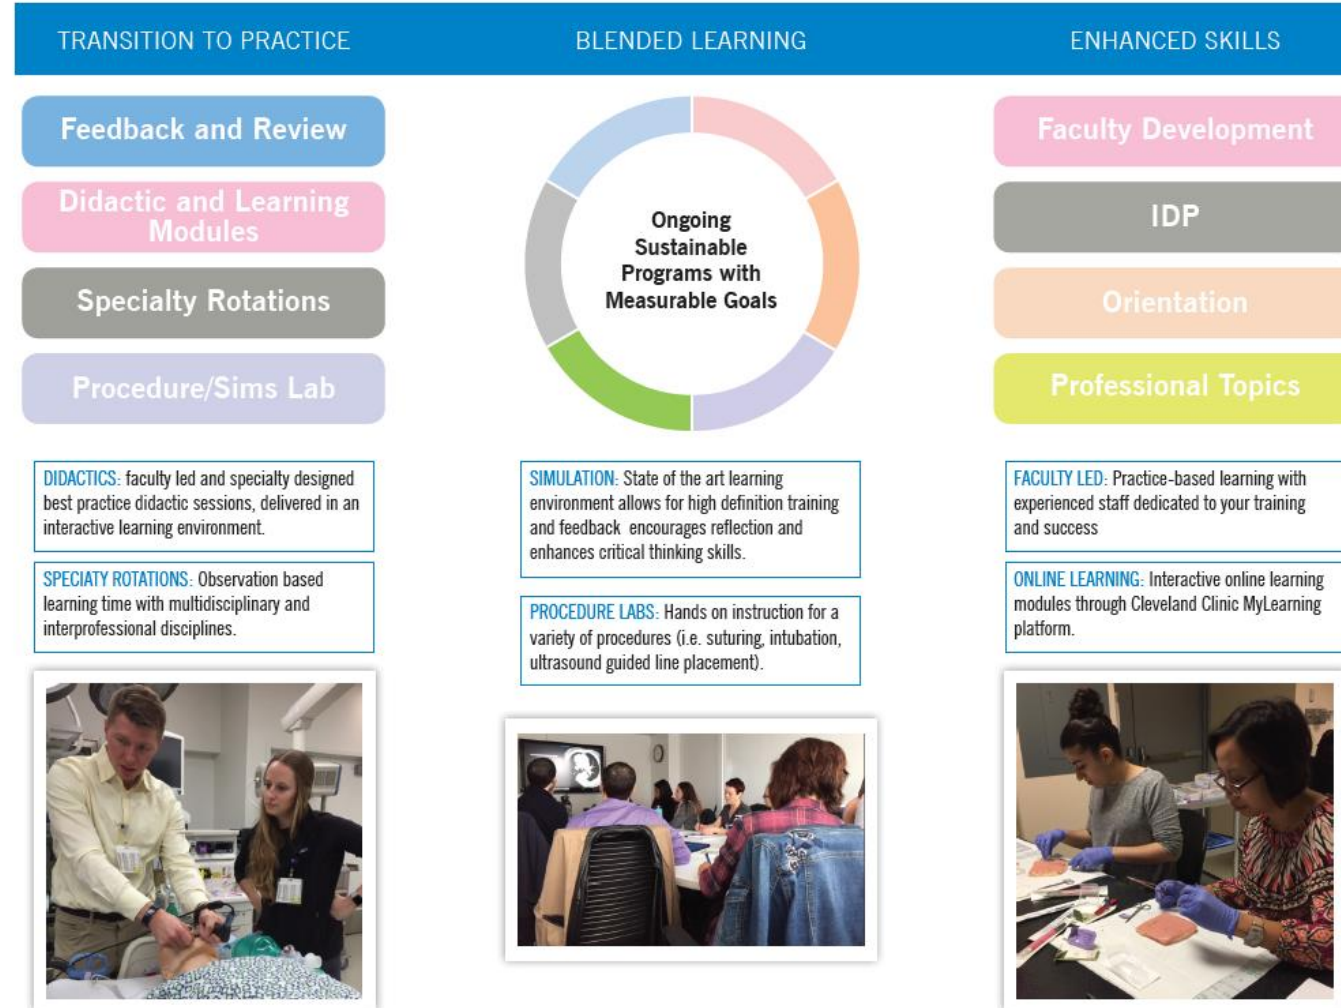 TRANSITION TO PRACTICE
BLENDED LEARNING
ENHANCED SKILLS
Feedback and Review
Didactic and Learning
Modules
Specialty Rotations
Procedure/Sims Lab
Ongoing
Sustainable
Programs with
Measurable Goals
Faculty Development
IDP
Orientation
Professional Topics
DIDACTICS: faculty led and specialty designed
best practice didactic sessions, delivered in an
interactive learning environment.
SPECIATY ROTATIONS: Observation based
learning time with multidisciplinary and
interprofessional disciplines.
SIMULATION: State of the art learning
environment allows for high definition training
and feedback encourages reflection and
enhances critical thinking skills.
PROCEDURE LABS: Hands on instruction for a
variety of procedures (i.e. suturing, intubation,
ultrasound guided line placement).
FACULTY LED: Practice-based learning with
experienced staff dedicated to your training
and success
ONLINE LEARNING: Interactive online learning
modules through Cleveland Clinic MyLearning
platform.